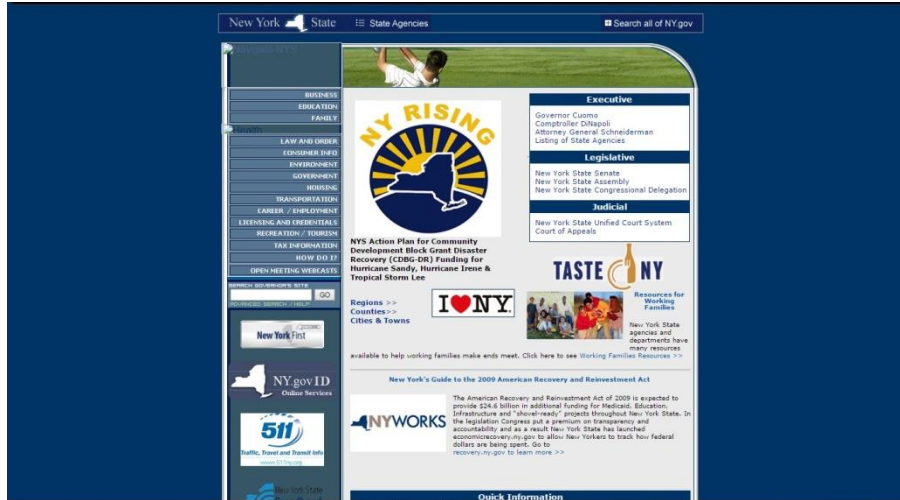 New York State
State Agencies
Search all of NY.gov
Navigate NYS
BUSINESS
EDUCATION
FAMILY
Health
LAW AND ORDER
CONSUMER INFO
ENVIRONMENT
GOVERNMENT
HOUSING
TRANSPORTATION
CAREER / EMPLOYMENT
LICENSING AND CREDENTIALS
RECREATION / TOURISM
TAX INFORMATION
HOW DO I?
OPEN MEETING WEBCASTS
SEARCH GOVERNOR'S SITE
GO
ADVANCED SEARCH / HELP
New York First
NY.gov ID
Online Services
511
Traffic, Travel and Transit Info
www.511ny.org
New York State
NY RISING
NYS Action Plan for Community
Development Block Grant Disaster
Recovery (CDBG-DR) Funding for
Hurricane Sandy, Hurricane Irene &
Tropical Storm Lee
Executive
Governor Cuomo
Comptroller DiNapoli
Attorney General Schneiderman
Listing of State Agencies
Legislative
New York State Senate
New York State Assembly
New York State Congressional Delegation
Judicial
New York State Unified Court System
Court of Appeals
TASTE NY
Regions >>
Counties>>
Cities & Towns
I ♥ NY.
Resources for
Working
Families
New York State
agencies and
departments have
many resources
available to help working families make ends meet. Click here to see Working Families Resources >>
New York's Guide to the 2009 American Recovery and Reinvestment Act
NYWORKS
The American Recovery and Reinvestment Act of 2009 is expected to
provide $24.6 billion in additional funding for Medicaid, Education,
Infrastructure and "shovel-ready" projects throughout New York State. In
the legislation Congress put a premium on transparency and
accountability and as a result New York State has launched
economicrecovery.ny.gov to allow New Yorkers to track how federal
dollars are being spent. Go to
recovery.ny.gov to learn more >>
Quick Information